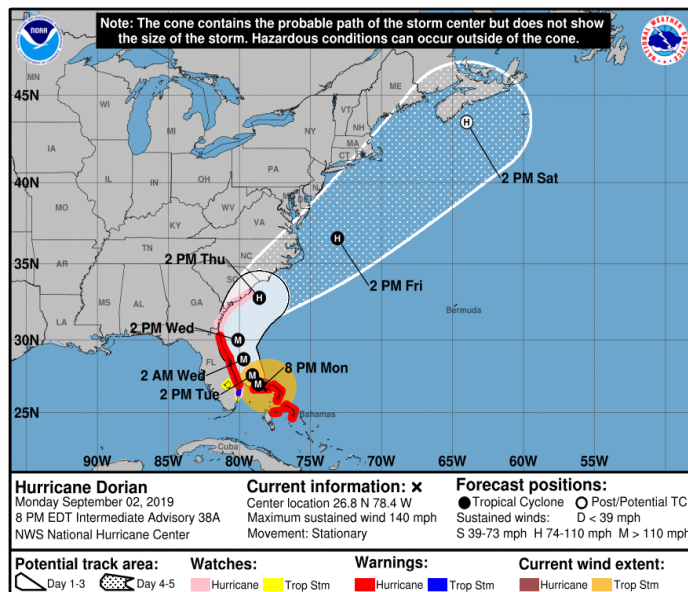 Note: The cone contains the probable path of the storm center but does not show
the size of the storm. Hazardous conditions can occur outside of the cone.
NOAA
NATIONAL WEATHER SERVICE
MN
ME
45N
WI
VT
NH
MI
NY
MA
CT
IA
PA
NJ
40N
IL
IN
OH
MD
DE
2 PM Sat
MO
WV
KY
VA
35N
2 PM Thu
TN
NC
AR
2 PM Fri
SC
MS
AL
GA
Bermuda
2 PM Wed
30N
LA
FL
2 AM Wed
8 PM Mon
2 PM Tue
25N
Bahamas
Cuba
90W 85W 80W 75W 70W 65W 60W 55W
H
H
H
M
M
M
M
Hurricane Dorian
Monday September 02, 2019
8 PM EDT Intermediate Advisory 38A
NWS National Hurricane Center
Current information: x
Center location 26.8 N 78.4 W
Maximum sustained wind 140 mph
Movement: Stationary
Forecast positions:
Tropical Cyclone Post/Potential TC
Sustained winds: D < 39 mph
S 39-73 mph H 74-110 mph M > 110 mph
Potential track area:
Day 1-3 Day 4-5
Watches:
Hurricane Trop Stm
Warnings:
Hurricane Trop Stm
Current wind extent:
Hurricane Trop Stm